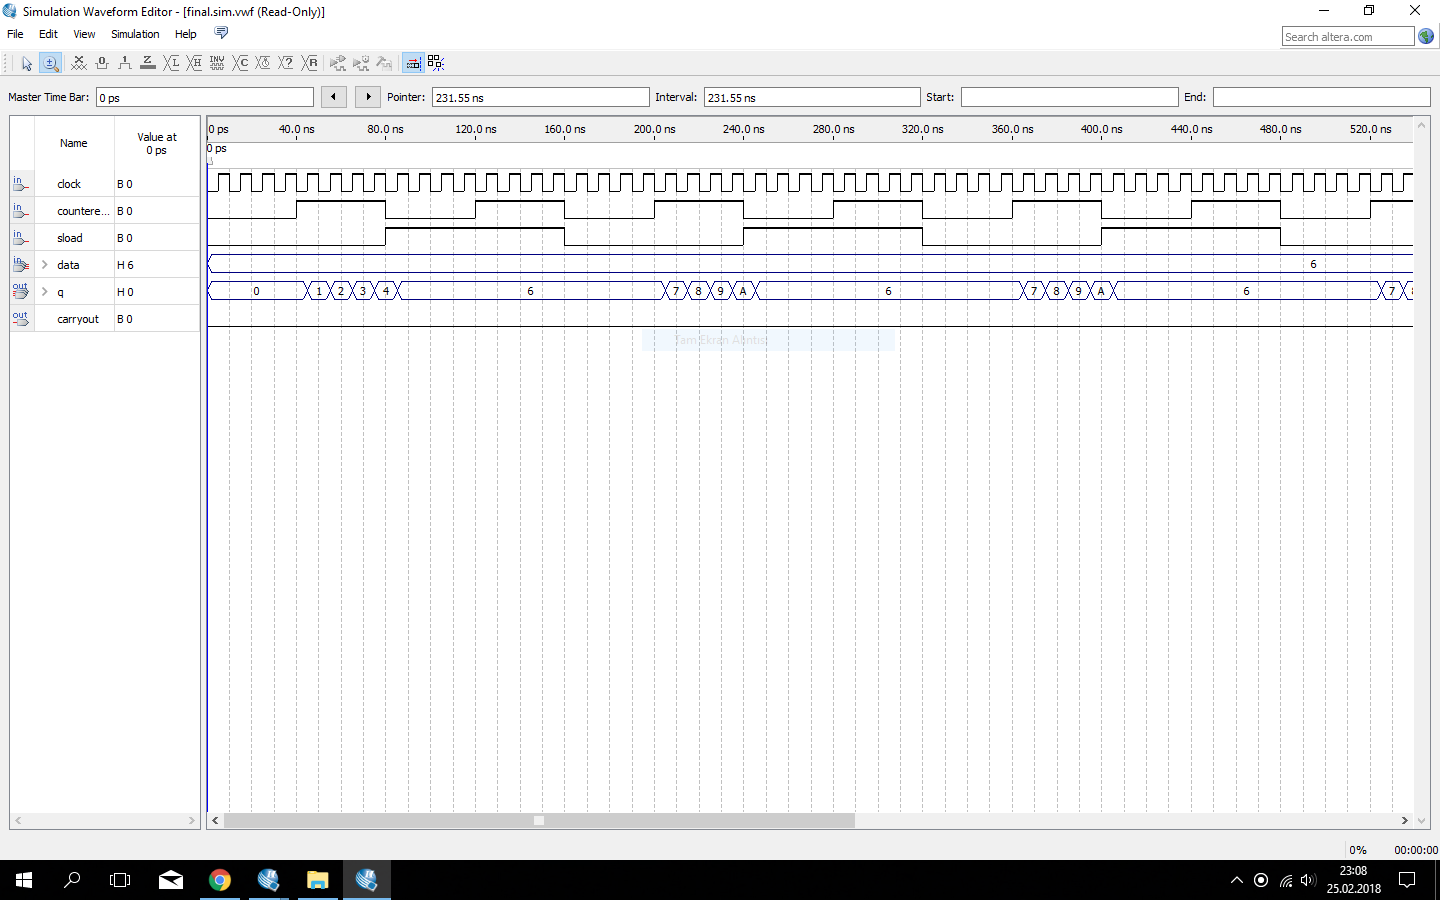 Simulation Waveform Editor - [final.sim.vwf (Read-Only)]
File Edit View Simulation Help
Search altera.com
Master Time Bar: 0 ps Pointer: 231.55 ns Interval: 231.55 ns Start: End:
Name Value at 0 ps
0 ps 40.0 ns 80.0 ns 120.0 ns 160.0 ns 200.0 ns 240.0 ns 280.0 ns 320.0 ns 360.0 ns 400.0 ns 440.0 ns 480.0 ns 520.0 ns
0 ps
in clock B 0
in countere... B 0
in sload B 0
in data H 6 6
out q H 0 0 1 2 3 4 6 7 8 9 A 6 7 8 9 A 6 7
out carryout B 0
Tam Ekran Alıntısı
0% 00:00:00
23:08
25.02.2018